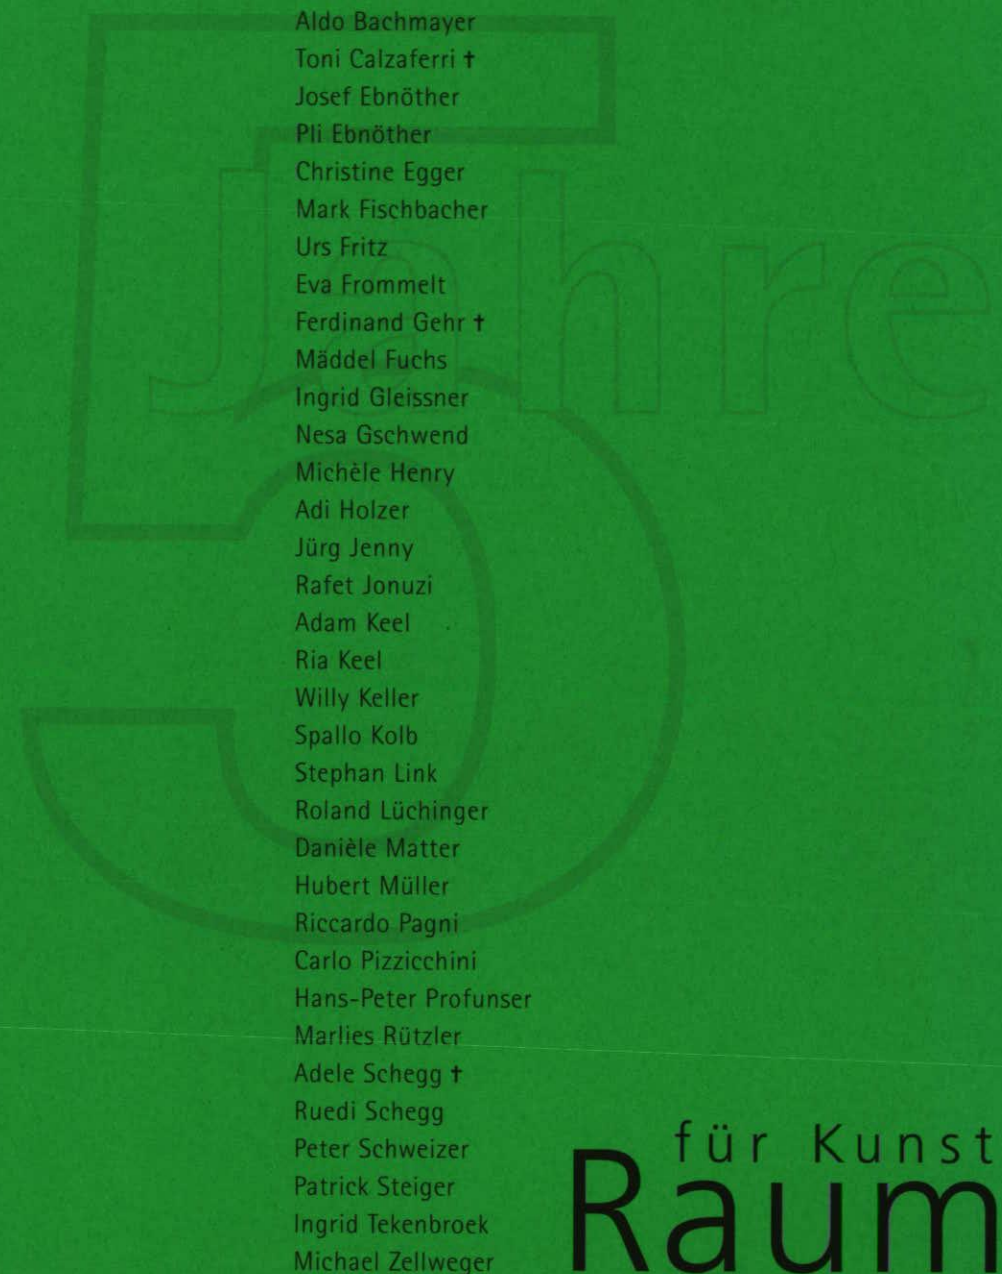 Aldo Bachmayer
Toni Calzaferri ✝
Josef Ebnöther
Pli Ebnöther
Christine Egger
Mark Fischbacher
Urs Fritz
Eva Frommelt
Ferdinand Gehr ✝
Mäddel Fuchs
Ingrid Gleissner
Nesa Gschwend
Michèle Henry
Adi Holzer
Jürg Jenny
Rafet Jonuzi
Adam Keel
Ria Keel
Willy Keller
Spallo Kolb
Stephan Link
Roland Lüchinger
Danièle Matter
Hubert Müller
Riccardo Pagni
Carlo Pizzicchini
Hans-Peter Profunser
Marlies Rützler
Adele Schegg ✝
Ruedi Schegg
Peter Schweizer
Patrick Steiger
Ingrid Tekenbroek
Michael Zellweger
5
Jahre
für Kunst
Raum